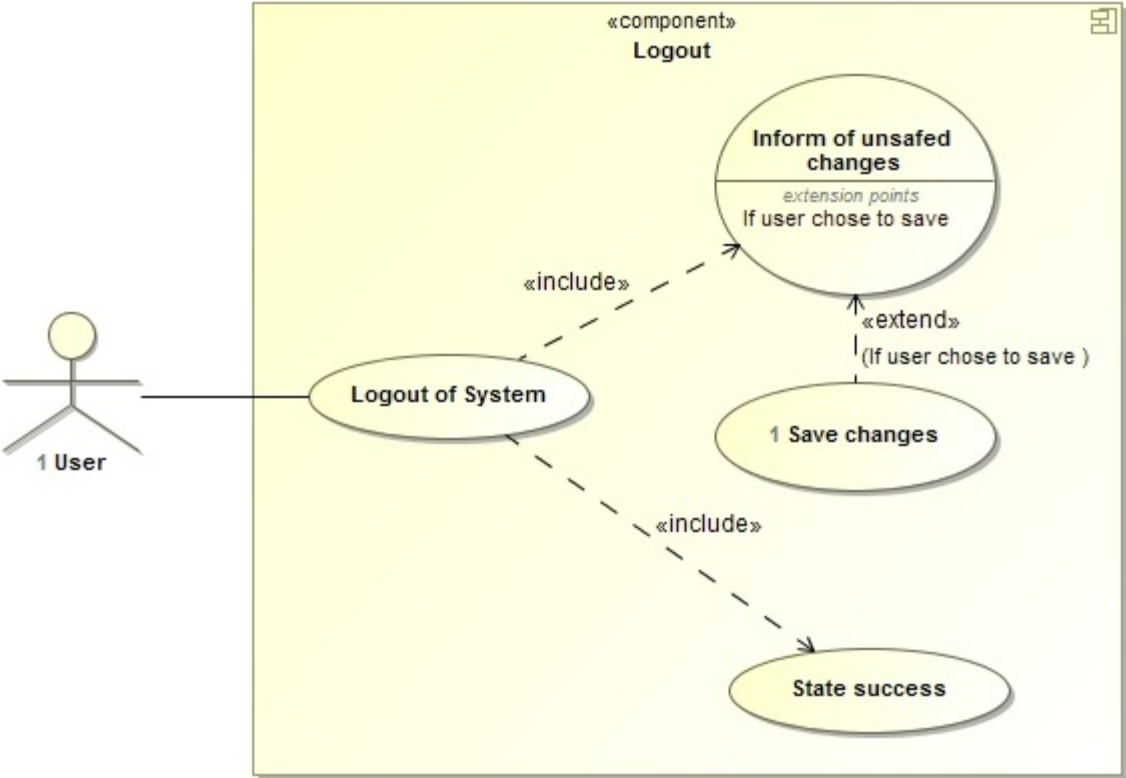 «component»
Logout
Inform of unsafed
changes
extension points
If user chose to save
«include»
«extend»
(If user chose to save )
Logout of System
1 Save changes
1 User
«include»
State success